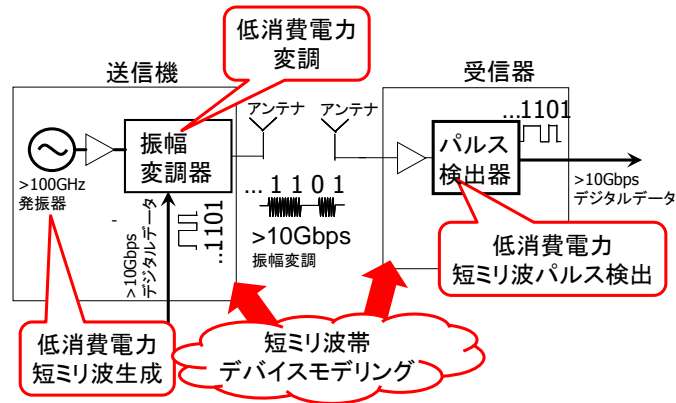 低消費電力
変調
送信機
受信器
アンテナ
アンテナ
...1101
振幅
変調器
パルス
検出器
>100GHz
発振器
... 1 1 0 1
>10Gbps
デジタルデータ
>10Gbps
デジタルデータ
...1101
>10Gbps
振幅変調
低消費電力
短ミリ波パルス検出
低消費電力
短ミリ波生成
短ミリ波帯
デバイスモデリング